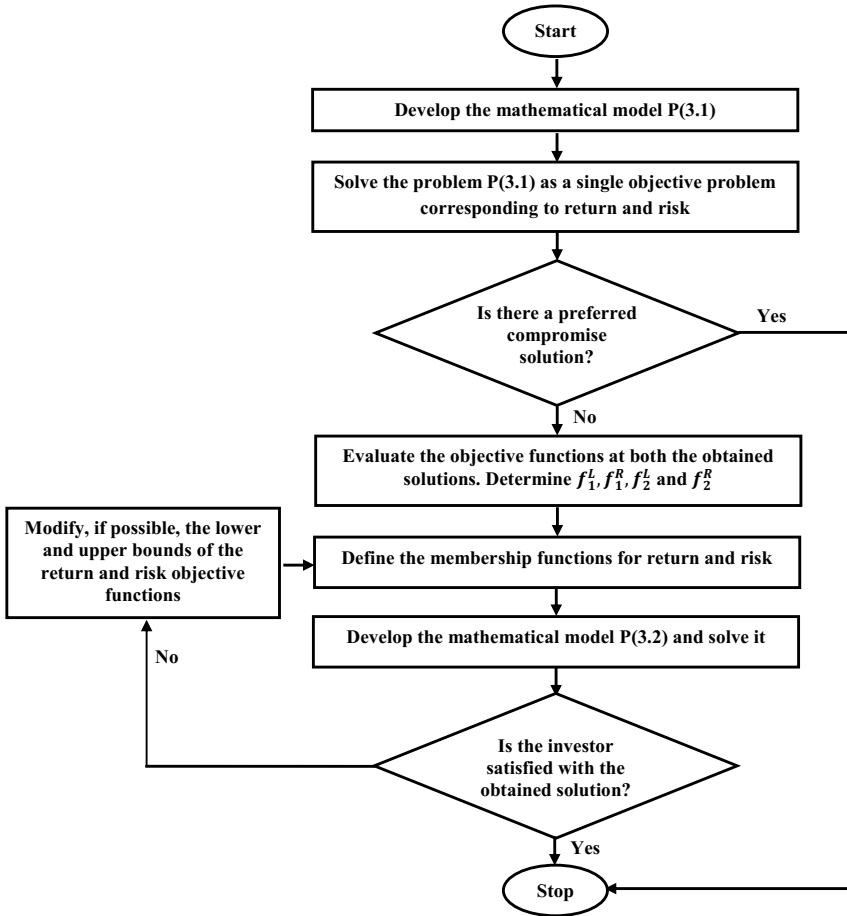 Start
Develop the mathematical model P(3.1)
Solve the problem P(3.1) as a single objective problem
corresponding to return and risk
Is there a preferred
compromise
solution?
Yes
No
Evaluate the objective functions at both the obtained
solutions. Determine f₁ᴸ, f₁ᴿ, f₂ᴸ and f₂ᴿ
Modify, if possible, the lower
and upper bounds of the
return and risk objective
functions
Define the membership functions for return and risk
Develop the mathematical model P(3.2) and solve it
No
Is the investor
satisfied with the
obtained solution?
Yes
Stop